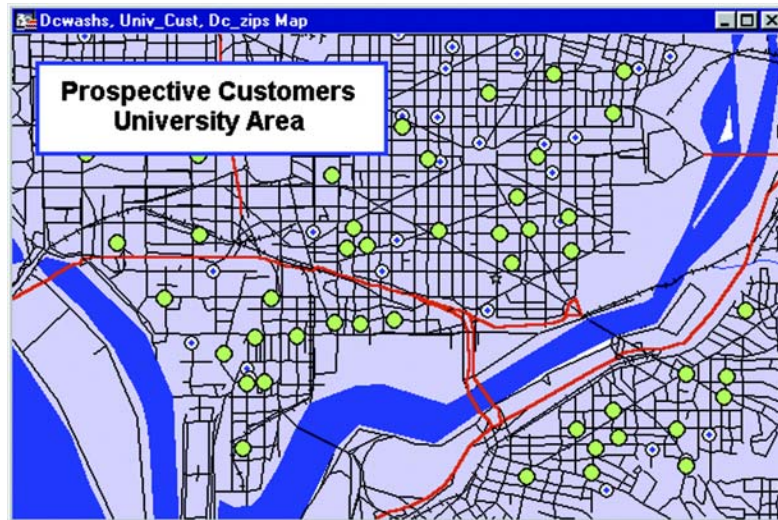 Dcwashs, Univ_Cust, Dc_zips Map
Prospective Customers
University Area